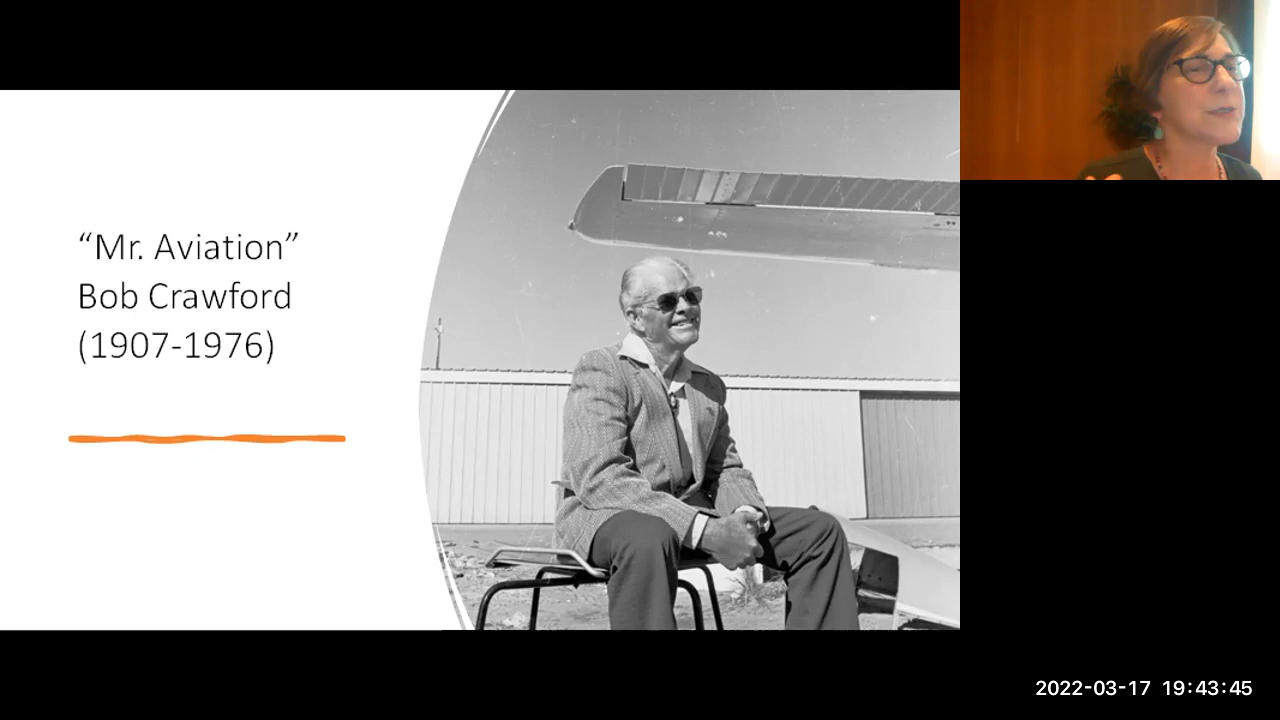 “Mr. Aviation”
Bob Crawford
(1907-1976)
2022-03-17 19:43:45